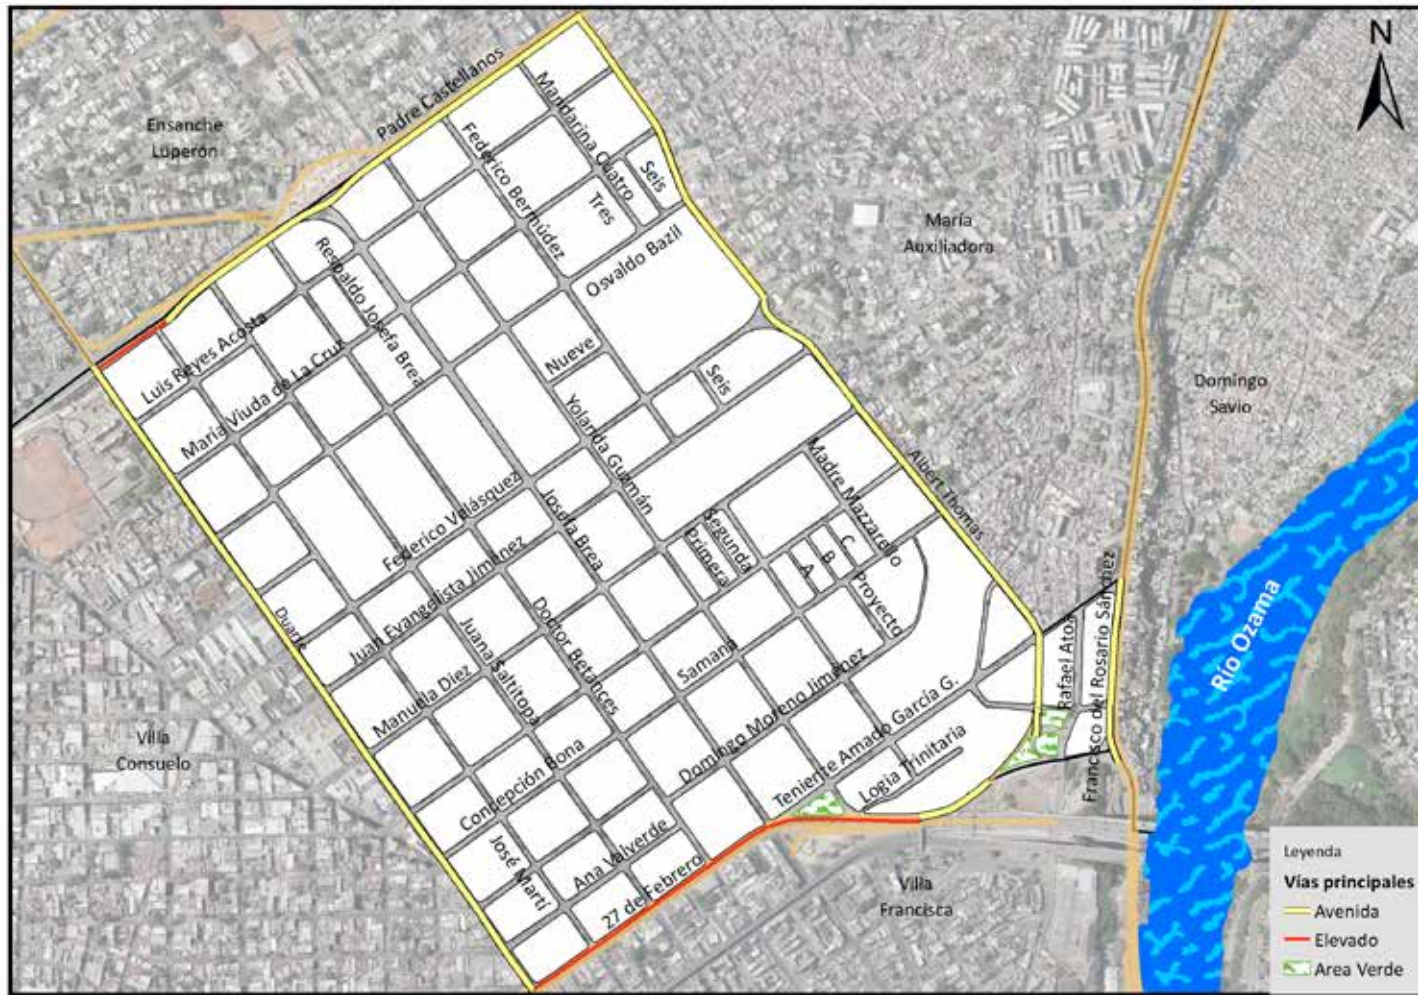 N
Padre Castellanos
Ensanche
Luperón
Mandarina Cuatro
Seis
Federico Bermúdez
Tres
María
Auxiliadora
Osvaldo Bazil
Respaldo Josefa Brea
Luis Reyes Acosta
María Viuda de La Cruz
Nueve
Seis
Domingo
Savio
Yolanda Guzmán
Albert Thomas
Madre Mazzarello
Federico Velásquez
Josefa Brea
Segunda
Primera
C.
B
A
Proyecto
Juan Evangelista Jiménez
Duarte
Doctor Betances
Juana Saltitopa
Samaná
Manuela Diez
Rafael Atoa
Francisco del Rosario Sánchez
Río Ozama
Domingo Moreno Jiménez
Teniente Amado García G.
Logia Trinitaria
Villa
Consuelo
Concepción Bona
José Martí
Ana Valverde
27 de Febrero
Villa
Francisca
Leyenda
Vías principales
Avenida
Elevado
Area Verde